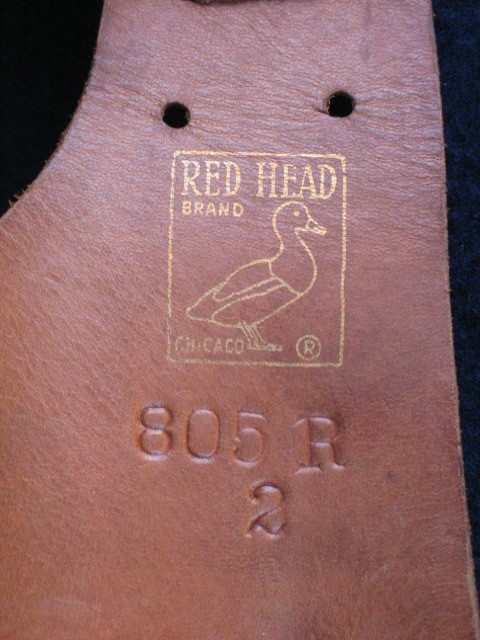 RED HEAD
BRAND
CHICAGO ®
805 R
2